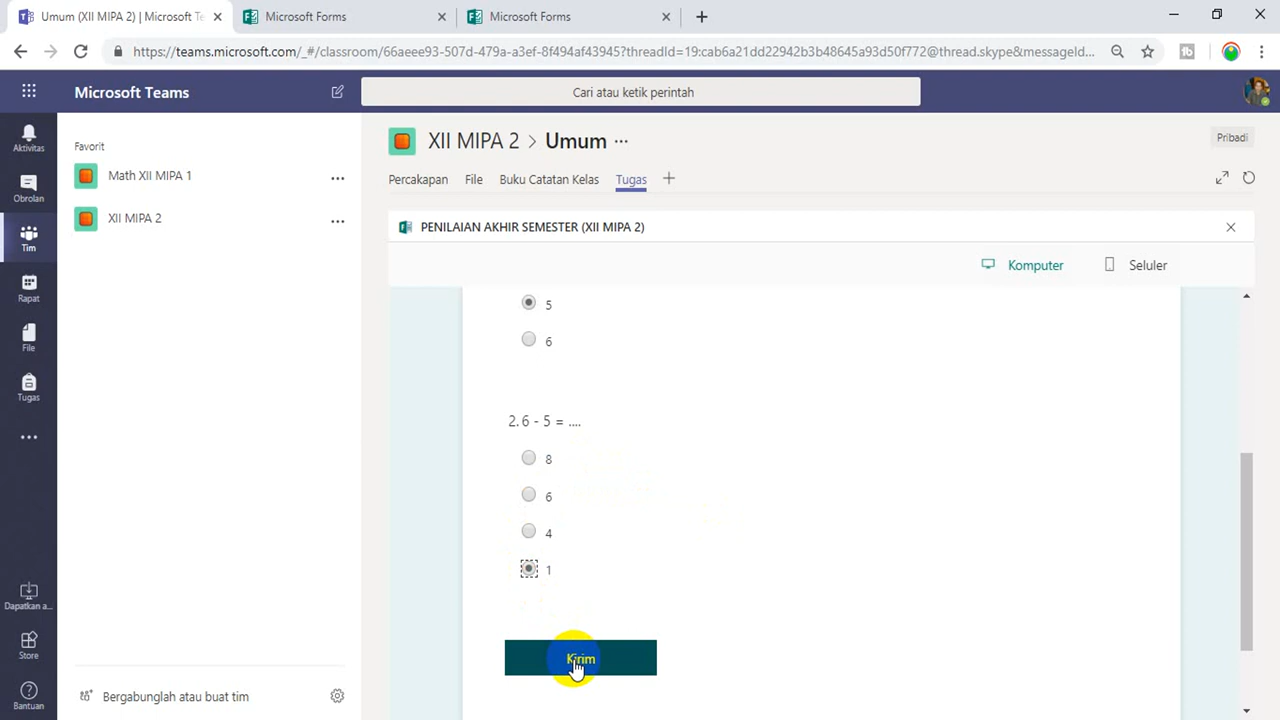 Umum (XII MIPA 2) | Microsoft Te
Microsoft Forms
Microsoft Forms
https://teams.microsoft.com/_#/classroom/66aeee93-507d-479a-a3ef-8f494af43945?threadId=19:cab6a21dd22942b3b48645a93d50f772@thread.skype&messageId...
Microsoft Teams
Cari atau ketik perintah
Aktivitas
Obrolan
Tim
Rapat
File
Tugas
Dapatkan a...
Store
Bantuan
Favorit
Math XII MIPA 1
XII MIPA 2
Bergabunglah atau buat tim
XII MIPA 2 > Umum ...
Pribadi
Percakapan File Buku Catatan Kelas Tugas +
PENILAIAN AKHIR SEMESTER (XII MIPA 2)
Komputer Seluler
5
6
2. 6 - 5 = ....
8
6
4
1
Kirim